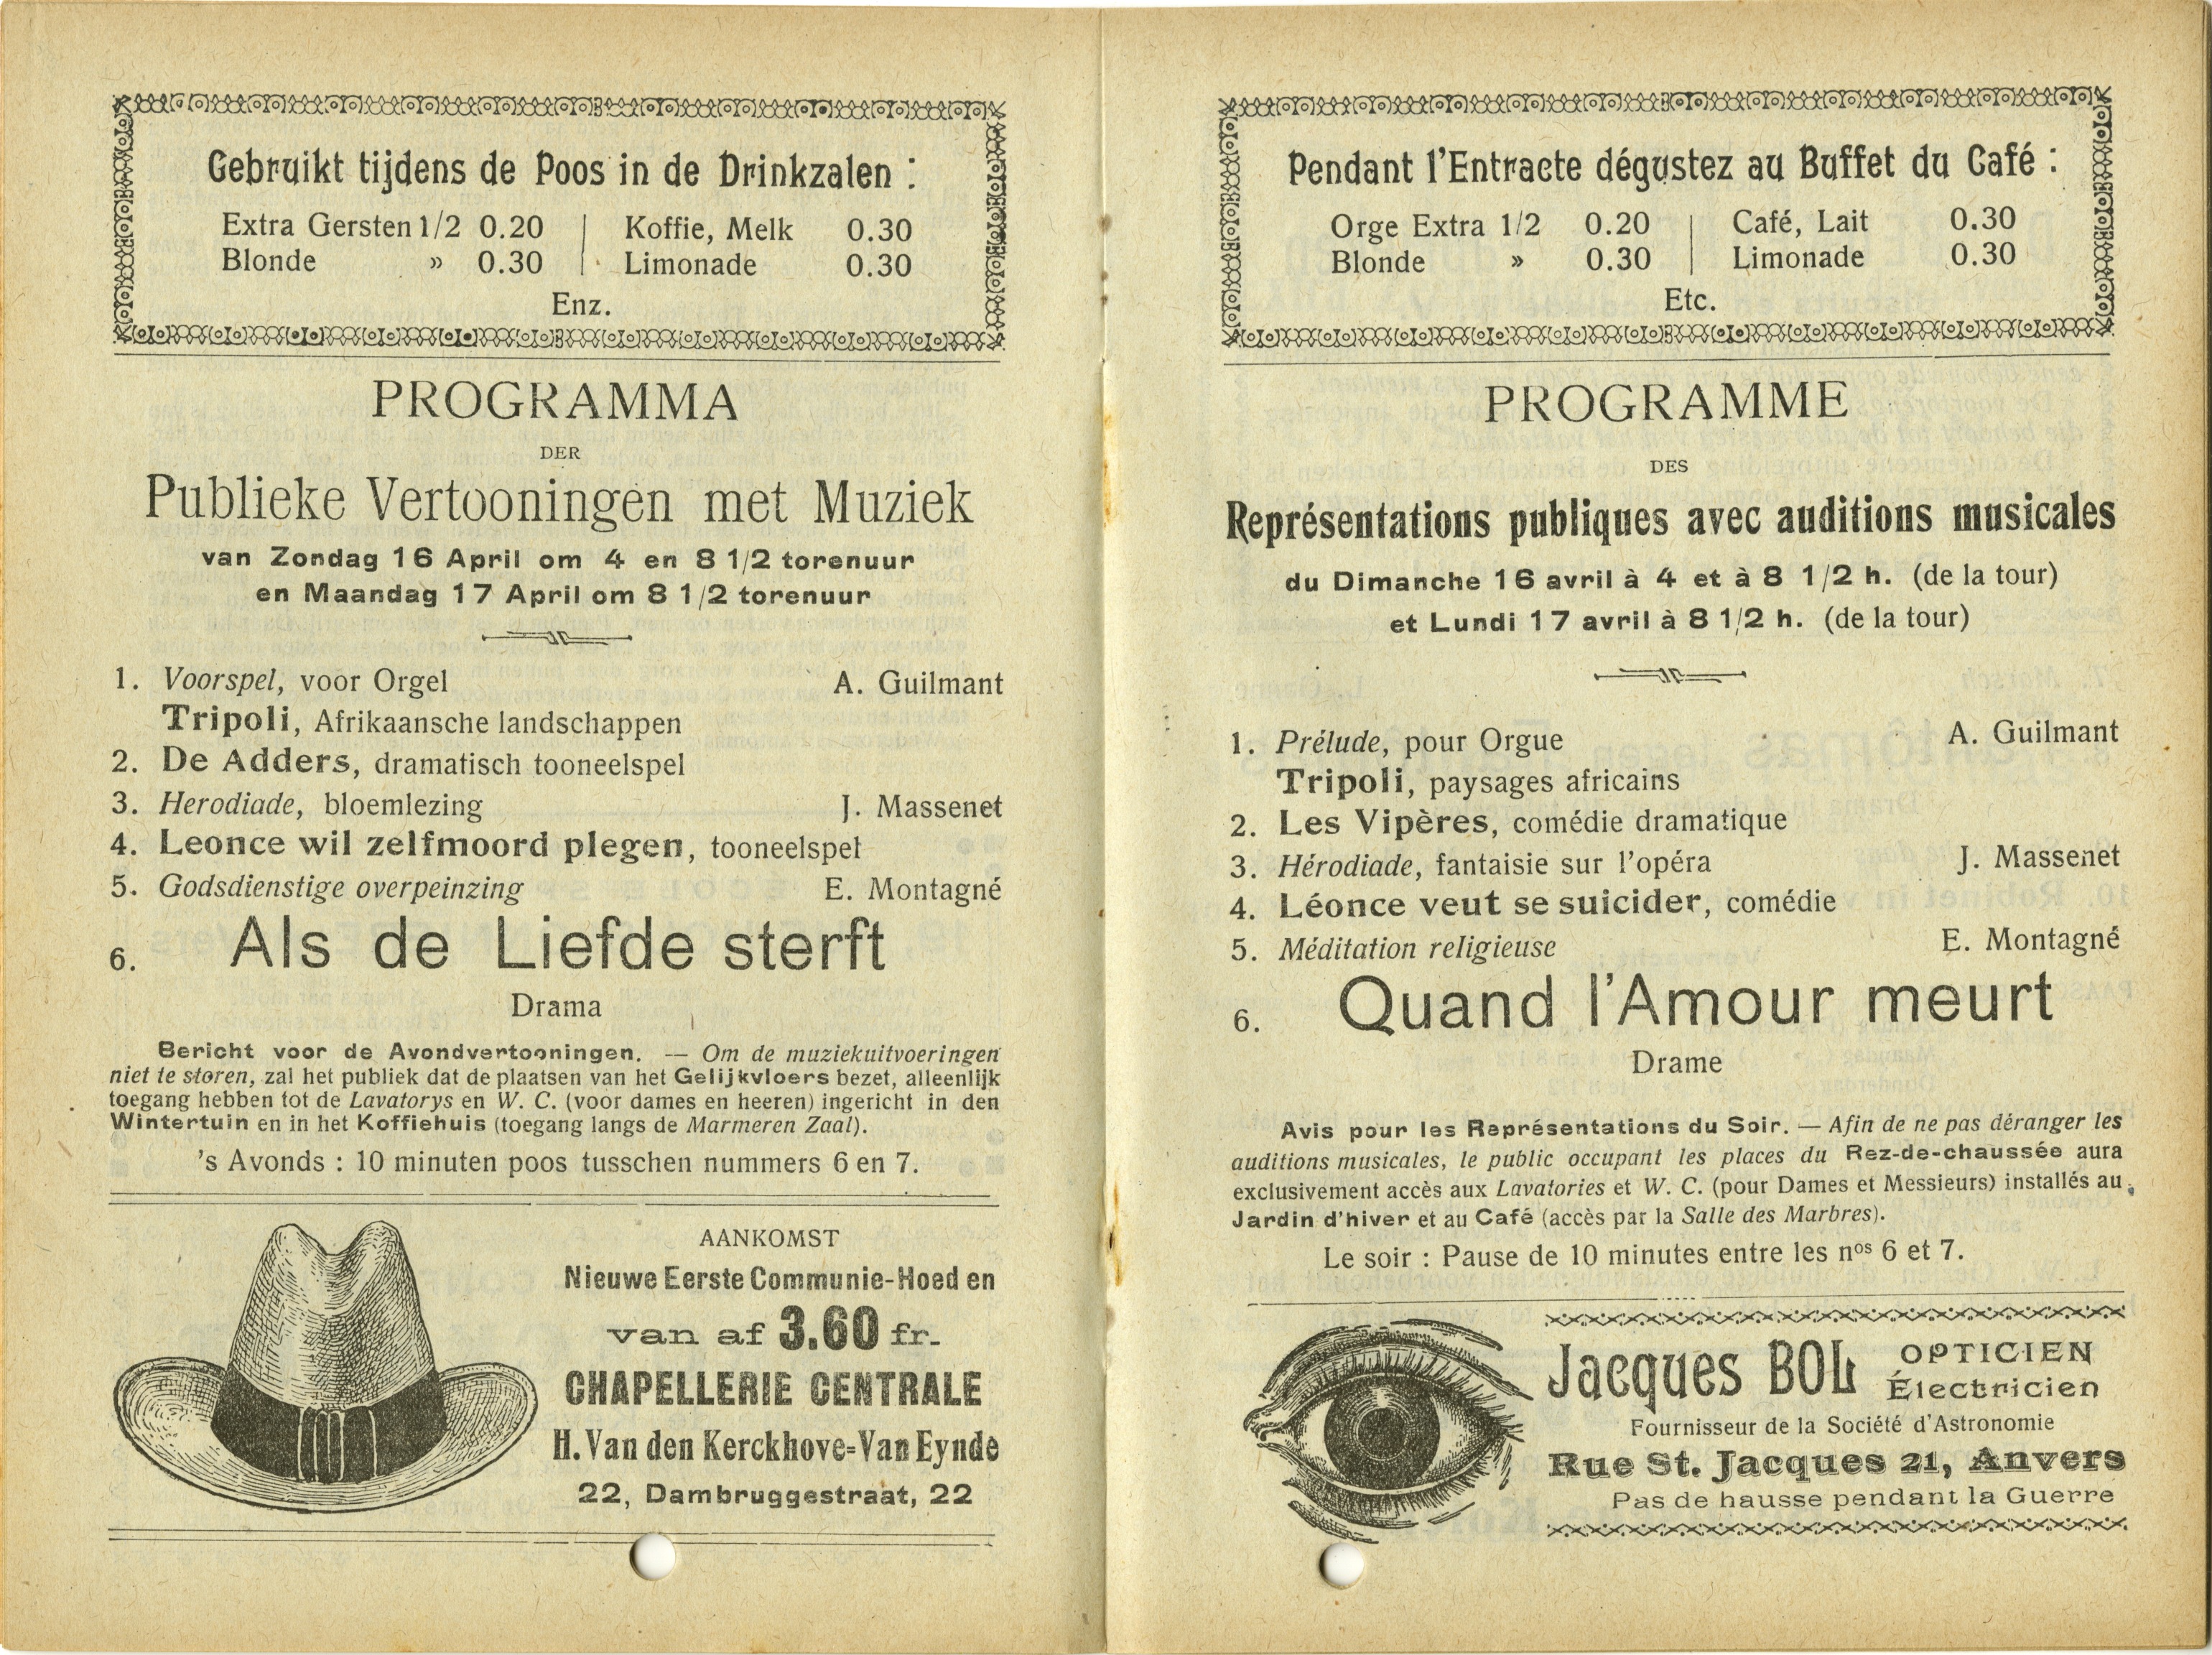 Gebruikt tijdens de Poos in de Drinkzalen :
Extra Gersten 1/2 0.20 | Koffie, Melk 0.30
Blonde » 0.30 | Limonade 0.30
Enz.
PROGRAMMA
DER
Publieke Vertooningen met Muziek
van Zondag 16 April om 4 en 8 1/2 torenuur
en Maandag 17 April om 8 1/2 torenuur
1. Voorspel, voor Orgel A. Guilmant
Tripoli, Afrikaansche landschappen
2. De Adders, dramatisch tooneelspel
3. Herodiade, bloemlezing J. Massenet
4. Leonce wil zelfmoord plegen, tooneelspel
5. Godsdienstige overpeinzing E. Montagné
6. Als de Liefde sterft
Drama
Bericht voor de Avondvertooningen. — Om de muziekuitvoeringen
niet te storen, zal het publiek dat de plaatsen van het Gelijkvloers bezet, alleenlijk
toegang hebben tot de Lavatorys en W. C. (voor dames en heeren) ingericht in den
Wintertuin en in het Koffiehuis (toegang langs de Marmeren Zaal).
's Avonds : 10 minuten poos tusschen nummers 6 en 7.
AANKOMST
Nieuwe Eerste Communie-Hoed en
van af 3.60 fr.
CHAPELLERIE CENTRALE
H. Van den Kerckhove=Van Eynde
22, Dambruggestraat, 22
Pendant l'Entracte dégustez au Buffet du Café :
Orge Extra 1/2 0.20 | Café, Lait 0.30
Blonde » 0.30 | Limonade 0.30
Etc.
PROGRAMME
DES
Représentations publiques avec auditions musicales
du Dimanche 16 avril à 4 et à 8 1/2 h. (de la tour)
et Lundi 17 avril à 8 1/2 h. (de la tour)
1. Prélude, pour Orgue A. Guilmant
Tripoli, paysages africains
2. Les Vipères, comédie dramatique
3. Hérodiade, fantaisie sur l'opéra J. Massenet
4. Léonce veut se suicider, comédie
5. Méditation religieuse E. Montagné
6. Quand l'Amour meurt
Drame
Avis pour les Représentations du Soir. — Afin de ne pas déranger les
auditions musicales, le public occupant les places du Rez-de-chaussée aura
exclusivement accès aux Lavatories et W. C. (pour Dames et Messieurs) installés au
Jardin d'hiver et au Café (accès par la Salle des Marbres).
Le soir : Pause de 10 minutes entre les nos 6 et 7.
Jacques BOL OPTICIEN
Électricien
Fournisseur de la Société d'Astronomie
Rue St. Jacques 21, Anvers
Pas de hausse pendant la Guerre